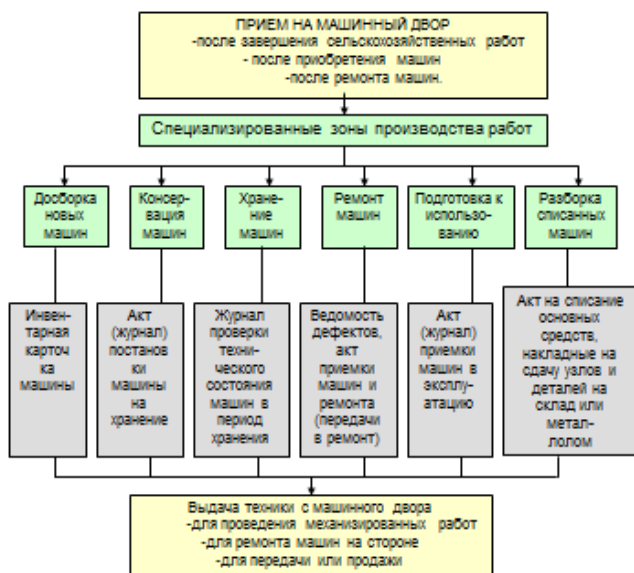 ПРИЕМ НА МАШИННЫЙ ДВОР
-после завершения сельскохозяйственных работ
- после приобретения машин
-после ремонта машин.
Специализированные зоны производства работ
Досборка
новых
машин
Консер-
вация
машин
Хране-
ние
машин
Ремонт
машин
Подготовка к
использо-
ванию
Разборка
списанных
машин
Инвен-
тарная
карточ
ка
машины
Акт
(журнал)
постанов
ки
машины
на
хранение
Журнал
проверки
техни-
ческого
состояния
машин в
период
хранения
Ведомость
дефектов,
акт
приемки
машин и
ремонта
(передачи
в ремонт)
Акт
(журнал)
приемки
машин в
эксплу-
атацию
Акт на списание
основных
средств,
накладные на
сдачу узлов и
деталей на
склад или
метал-
лолом
Выдача техники с машинного двора
-для проведения механизированных работ
-для ремонта машин на стороне
-для передачи или продажи